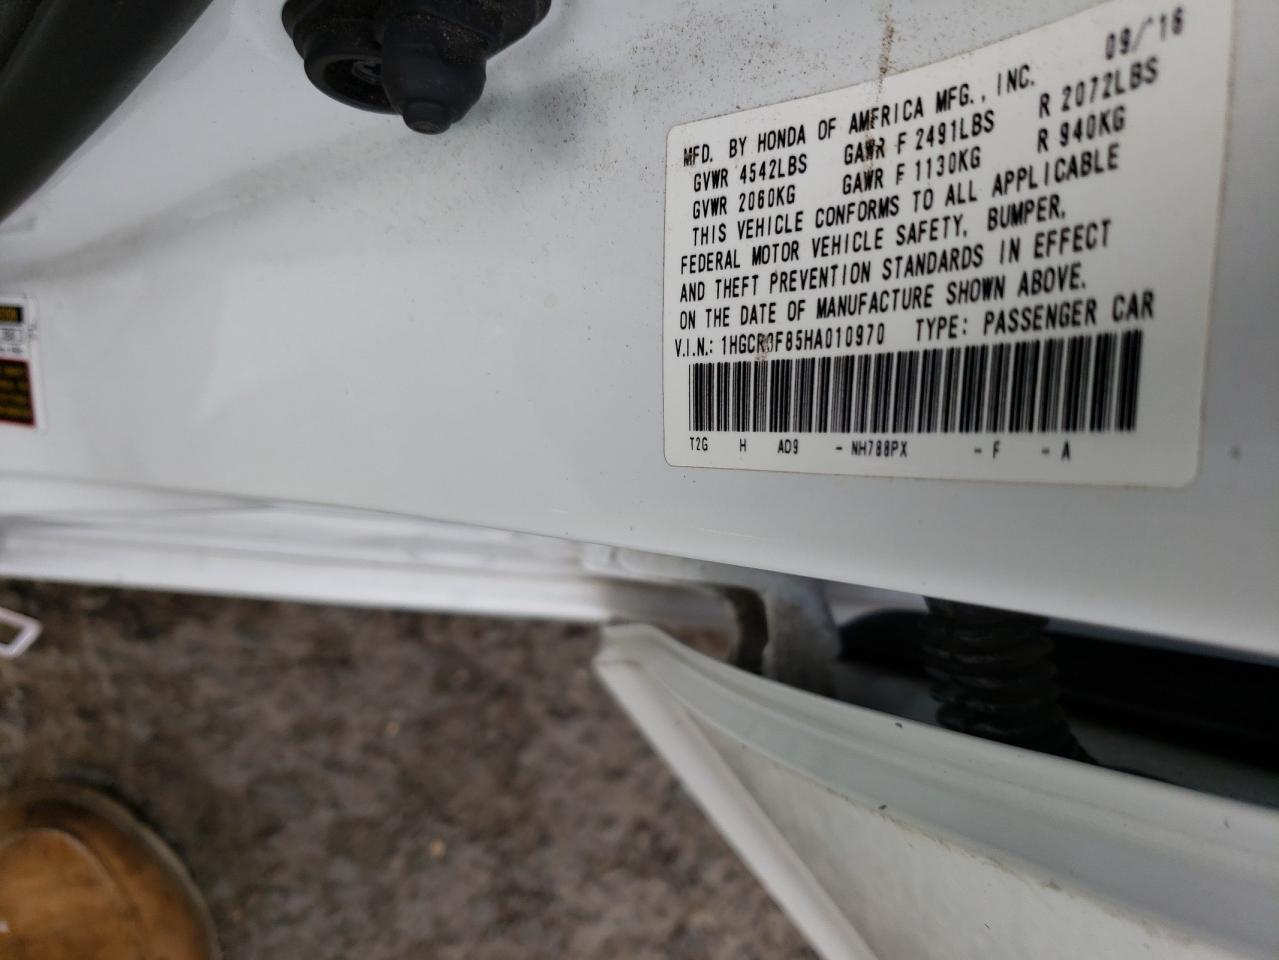 09/'16
MFD. BY HONDA OF AMERICA MFG., INC.
GVWR 4542LBS GAWR F 2491LBS R 2072LBS
GVWR 2060KG GAWR F 1130KG R 940KG
THIS VEHICLE CONFORMS TO ALL APPLICABLE
FEDERAL MOTOR VEHICLE SAFETY, BUMPER,
AND THEFT PREVENTION STANDARDS IN EFFECT
ON THE DATE OF MANUFACTURE SHOWN ABOVE.
V.I.N.: 1HGCR3F85HA010970 TYPE: PASSENGER CAR
T2G H AD9 - NH788PX - F - A